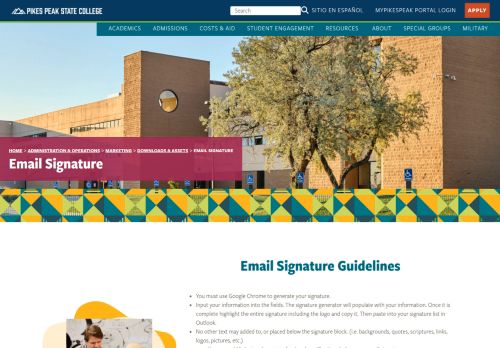 PIKES PEAK STATE COLLEGE
Search
SITIO EN ESPAÑOL
MYPIKESPEAK PORTAL LOGIN
APPLY
ACADEMICS ADMISSIONS COSTS & AID STUDENT ENGAGEMENT RESOURCES ABOUT SPECIAL GROUPS MILITARY
HOME > ADMINISTRATION & OPERATIONS > MARKETING > DOWNLOADS & ASSETS > EMAIL SIGNATURE
Email Signature
Email Signature Guidelines
You must use Google Chrome to generate your signature.
Input your information into the fields. The signature generator will populate with your information. Once it is
complete highlight the entire signature including the logo and copy it. Then paste into your signature list in
Outlook.
No other text may added to, or placed below the signature block. (i.e. backgrounds, quotes, scriptures, links,
logos, pictures, etc.)